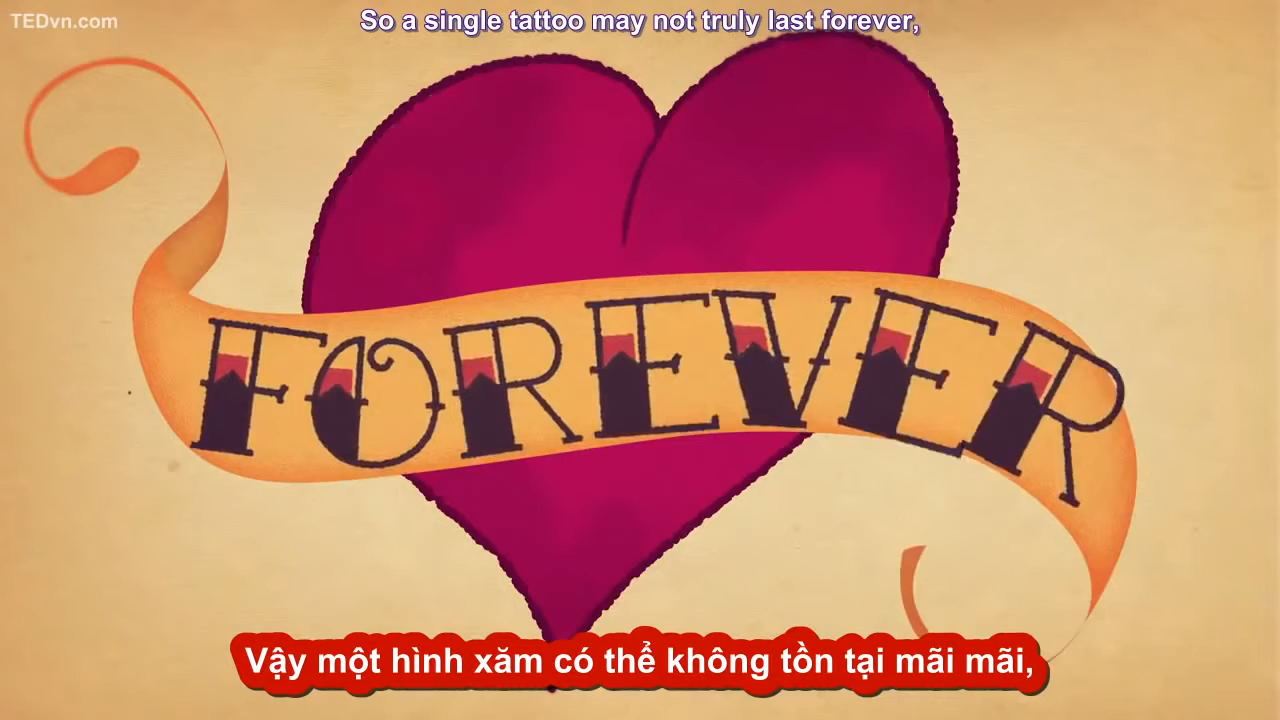 TEDvn.com
So a single tattoo may not truly last forever,
FOREVER
Vậy một hình xăm có thể không tồn tại mãi mãi,